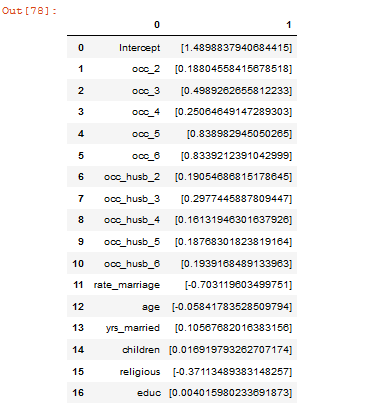 Out[78]:
0 1
0 Intercept [1.4898837940684415]
1 occ_2 [0.18804558415678518]
2 occ_3 [0.4989262655812233]
3 occ_4 [0.25064649147289303]
4 occ_5 [0.838982945050265]
5 occ_6 [0.8339212391042999]
6 occ_husb_2 [0.19054686815178645]
7 occ_husb_3 [0.2977445887809447]
8 occ_husb_4 [0.16131946301637926]
9 occ_husb_5 [0.18768301823819164]
10 occ_husb_6 [0.1939168489133963]
11 rate_marriage [-0.703119603499751]
12 age [-0.05841783528509794]
13 yrs_married [0.10567682016383156]
14 children [0.016919793262707174]
15 religious [-0.37113489383148257]
16 educ [0.004015980233691873]